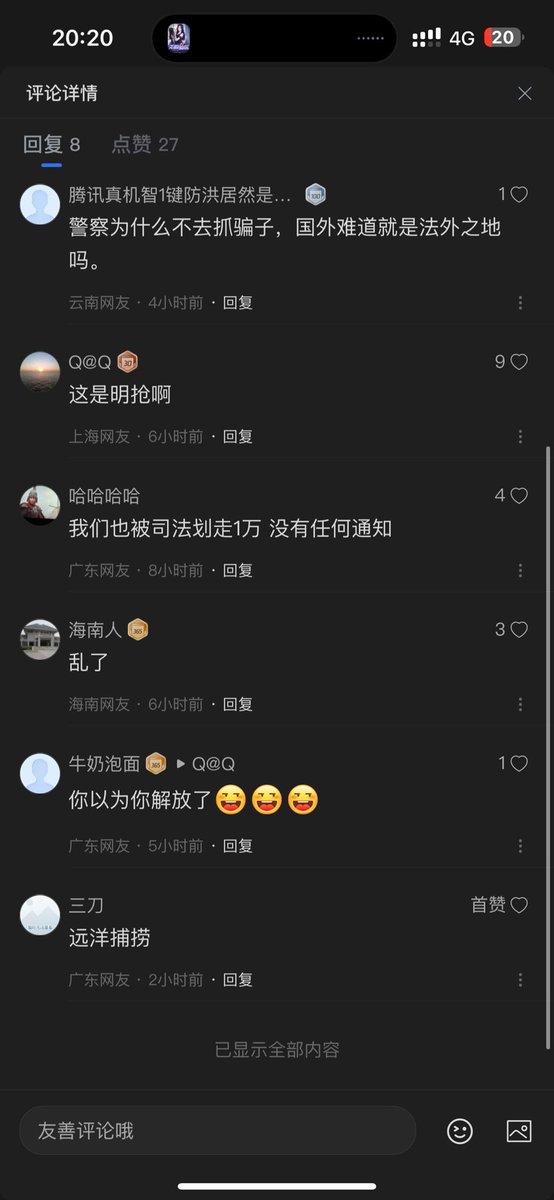 20:20
4G
20
评论详情
回复 8
点赞 27
腾讯真机智1键防洪居然是...
100
1
警察为什么不去抓骗子，国外难道就是法外之地
吗。
云南网友 · 4小时前 · 回复
Q@Q
30
9
这是明抢啊
上海网友 · 6小时前 · 回复
哈哈哈哈
4
我们也被司法划走1万 没有任何通知
广东网友 · 8小时前 · 回复
海南人
365
3
乱了
海南网友 · 6小时前 · 回复
牛奶泡面
365
Q@Q
1
你以为你解放了
广东网友 · 5小时前 · 回复
三刀
首赞
远洋捕捞
广东网友 · 2小时前 · 回复
已显示全部内容
友善评论哦